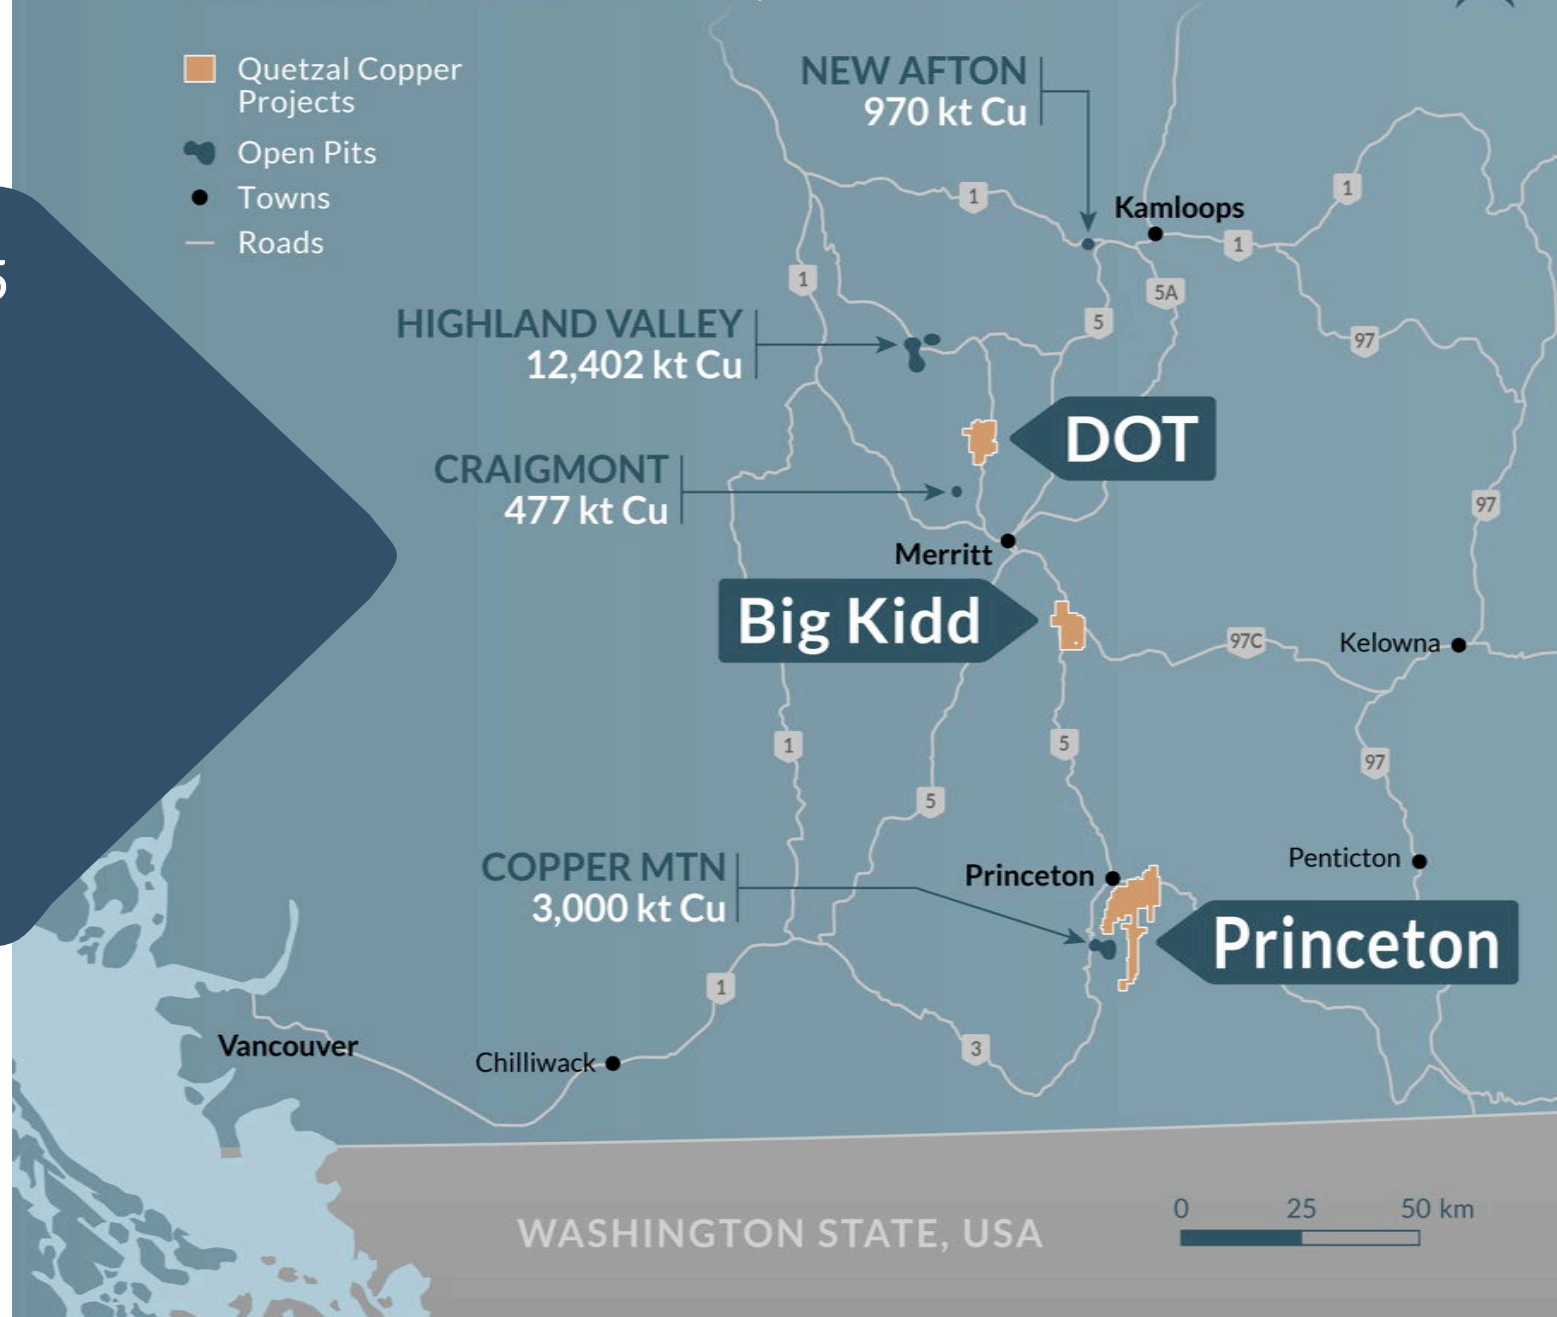 Quetzal Copper
Projects
Open Pits
Towns
Roads
5
NEW AFTON
970 kt Cu
Kamloops
1
1
1
1
5A
5
97
HIGHLAND VALLEY
12,402 kt Cu
DOT
CRAIGMONT
477 kt Cu
97
Merritt
Big Kidd
97C
Kelowna
1
5
97
5
COPPER MTN
3,000 kt Cu
Princeton
Penticton
Princeton
1
Vancouver
Chilliwack
3
WASHINGTON STATE, USA
0 25 50 km